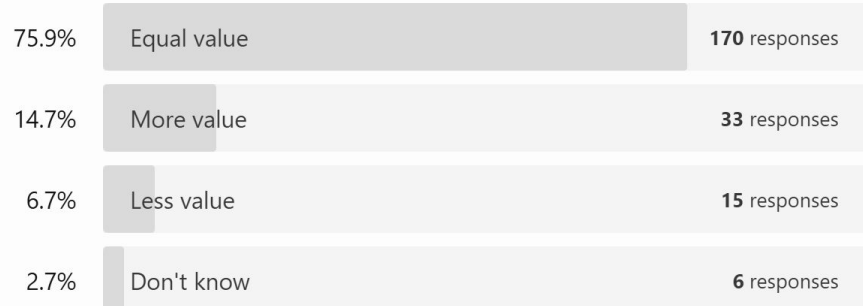 75.9% Equal value 170 responses
14.7% More value 33 responses
6.7% Less value 15 responses
2.7% Don't know 6 responses